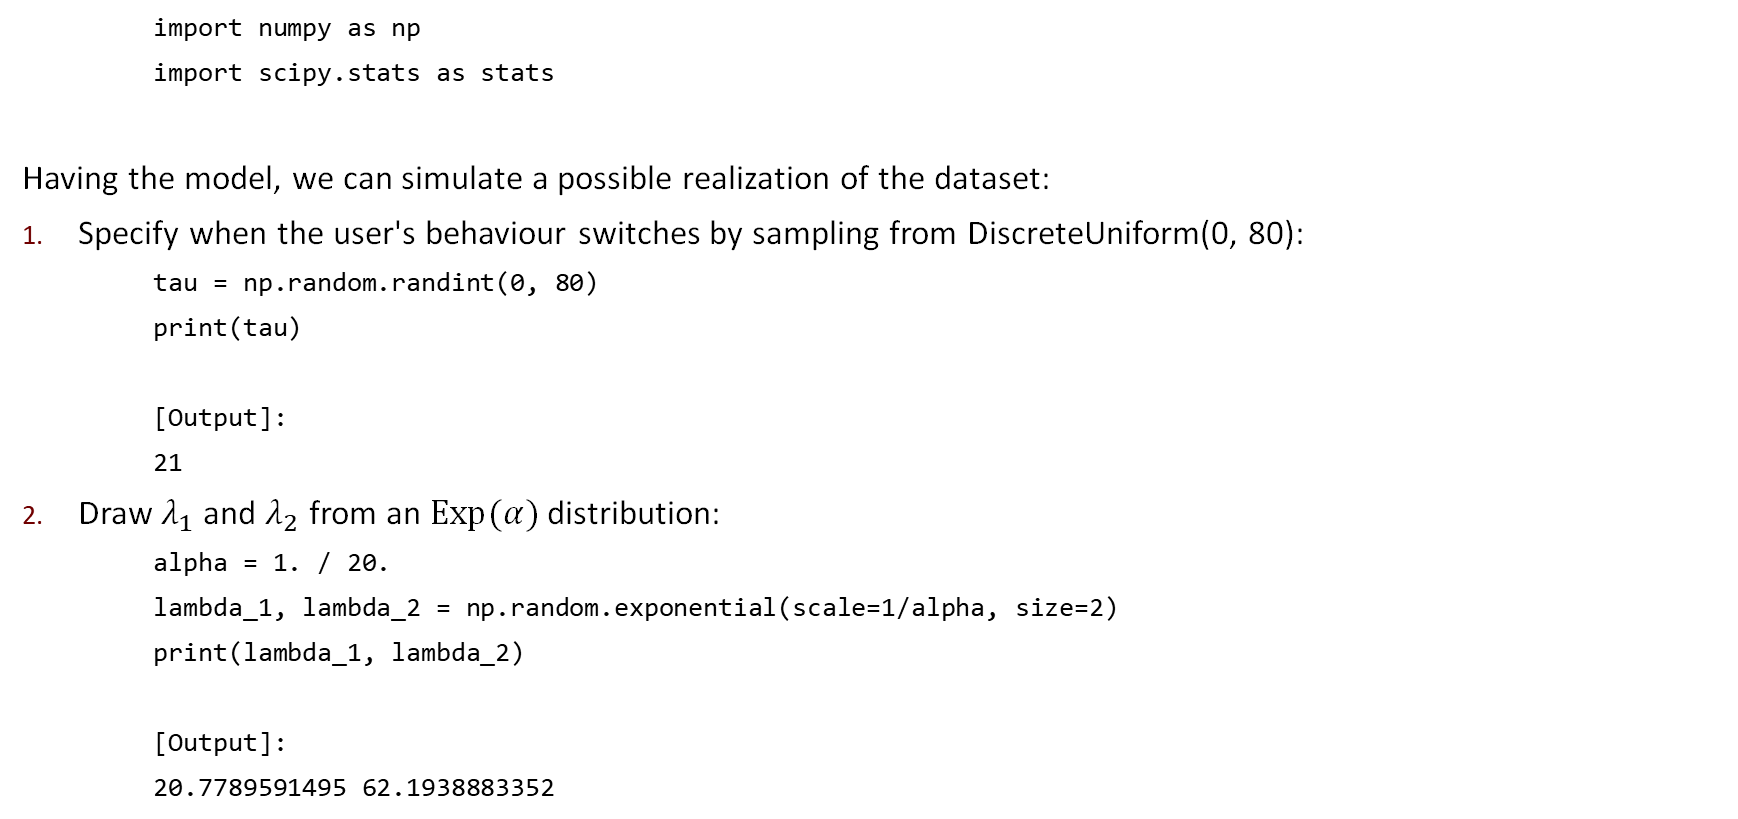 import numpy as np
import scipy.stats as stats
Having the model, we can simulate a possible realization of the dataset:
1. Specify when the user's behaviour switches by sampling from DiscreteUniform(0, 80):
tau = np.random.randint(0, 80)
print(tau)
[Output]:
21
2. Draw λ₁ and λ₂ from an Exp(α) distribution:
alpha = 1. / 20.
lambda_1, lambda_2 = np.random.exponential(scale=1/alpha, size=2)
print(lambda_1, lambda_2)
[Output]:
20.7789591495 62.1938883352